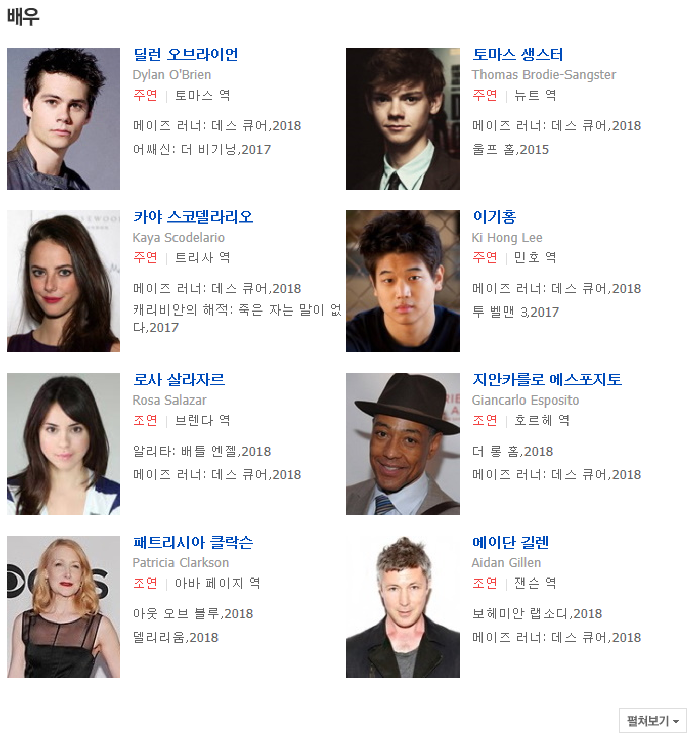 배우
딜런 오브라이언
Dylan O'Brien
주연 | 토마스 역
메이즈 러너: 데스 큐어,2018
어쌔신: 더 비기닝,2017
토마스 생스터
Thomas Brodie-Sangster
주연 | 뉴트 역
메이즈 러너: 데스 큐어,2018
울프 홀,2015
카야 스코델라리오
Kaya Scodelario
주연 | 트리사 역
메이즈 러너: 데스 큐어,2018
캐리비안의 해적: 죽은 자는 말이 없
다,2017
이기홍
Ki Hong Lee
주연 | 민호 역
메이즈 러너: 데스 큐어,2018
투 벨맨 3,2017
로사 살라자르
Rosa Salazar
조연 | 브렌다 역
알리타: 배틀 엔젤,2018
메이즈 러너: 데스 큐어,2018
지안카를로 에스포지토
Giancarlo Esposito
조연 | 호르헤 역
더 롱 홈,2018
메이즈 러너: 데스 큐어,2018
패트리시아 클락슨
Patricia Clarkson
조연 | 아바 페이지 역
아웃 오브 블루,2018
델리리움,2018
에이단 길렌
Aidan Gillen
조연 | 잰슨 역
보헤미안 랩소디,2018
메이즈 러너: 데스 큐어,2018
펼쳐보기